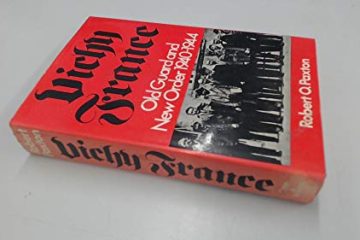 Vichy
France
Old Guard and
New Order 1940-1944
Robert O. Paxton
Vichy France